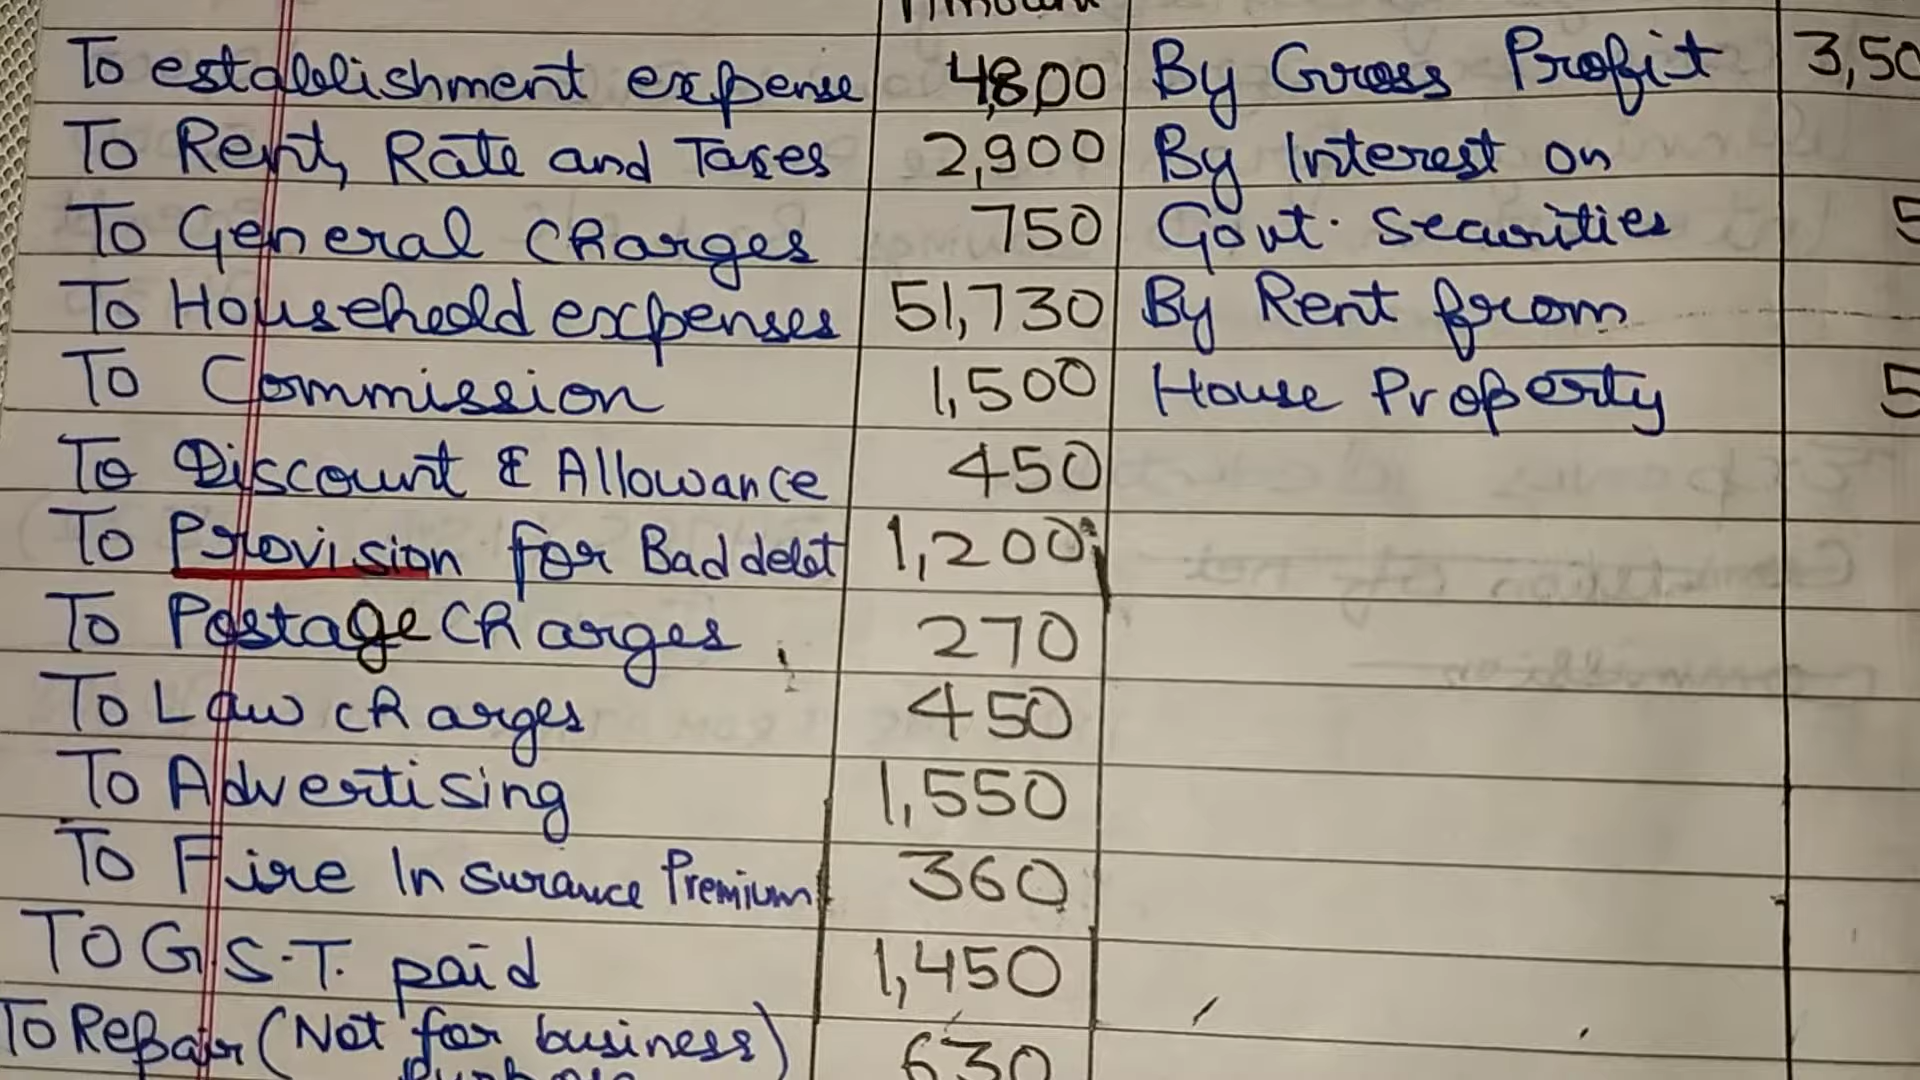 Amount
To establishment expense 4,800 By Gross Profit 3,50
To Rent, Rate and Taxes 2,900 By Interest on
To General Charges 750 Govt. Securities 5
To Household expenses 51,730 By Rent from
To Commission 1,500 House Property 5
To Discount & Allowance 450
To Provision for Bad debt 1,200
To Postage Charges 270
To Law charges 450
To Advertising 1,550
To Fire Insurance Premium 360
To G.S.T. paid 1,450
To Repair (Not for business) 630